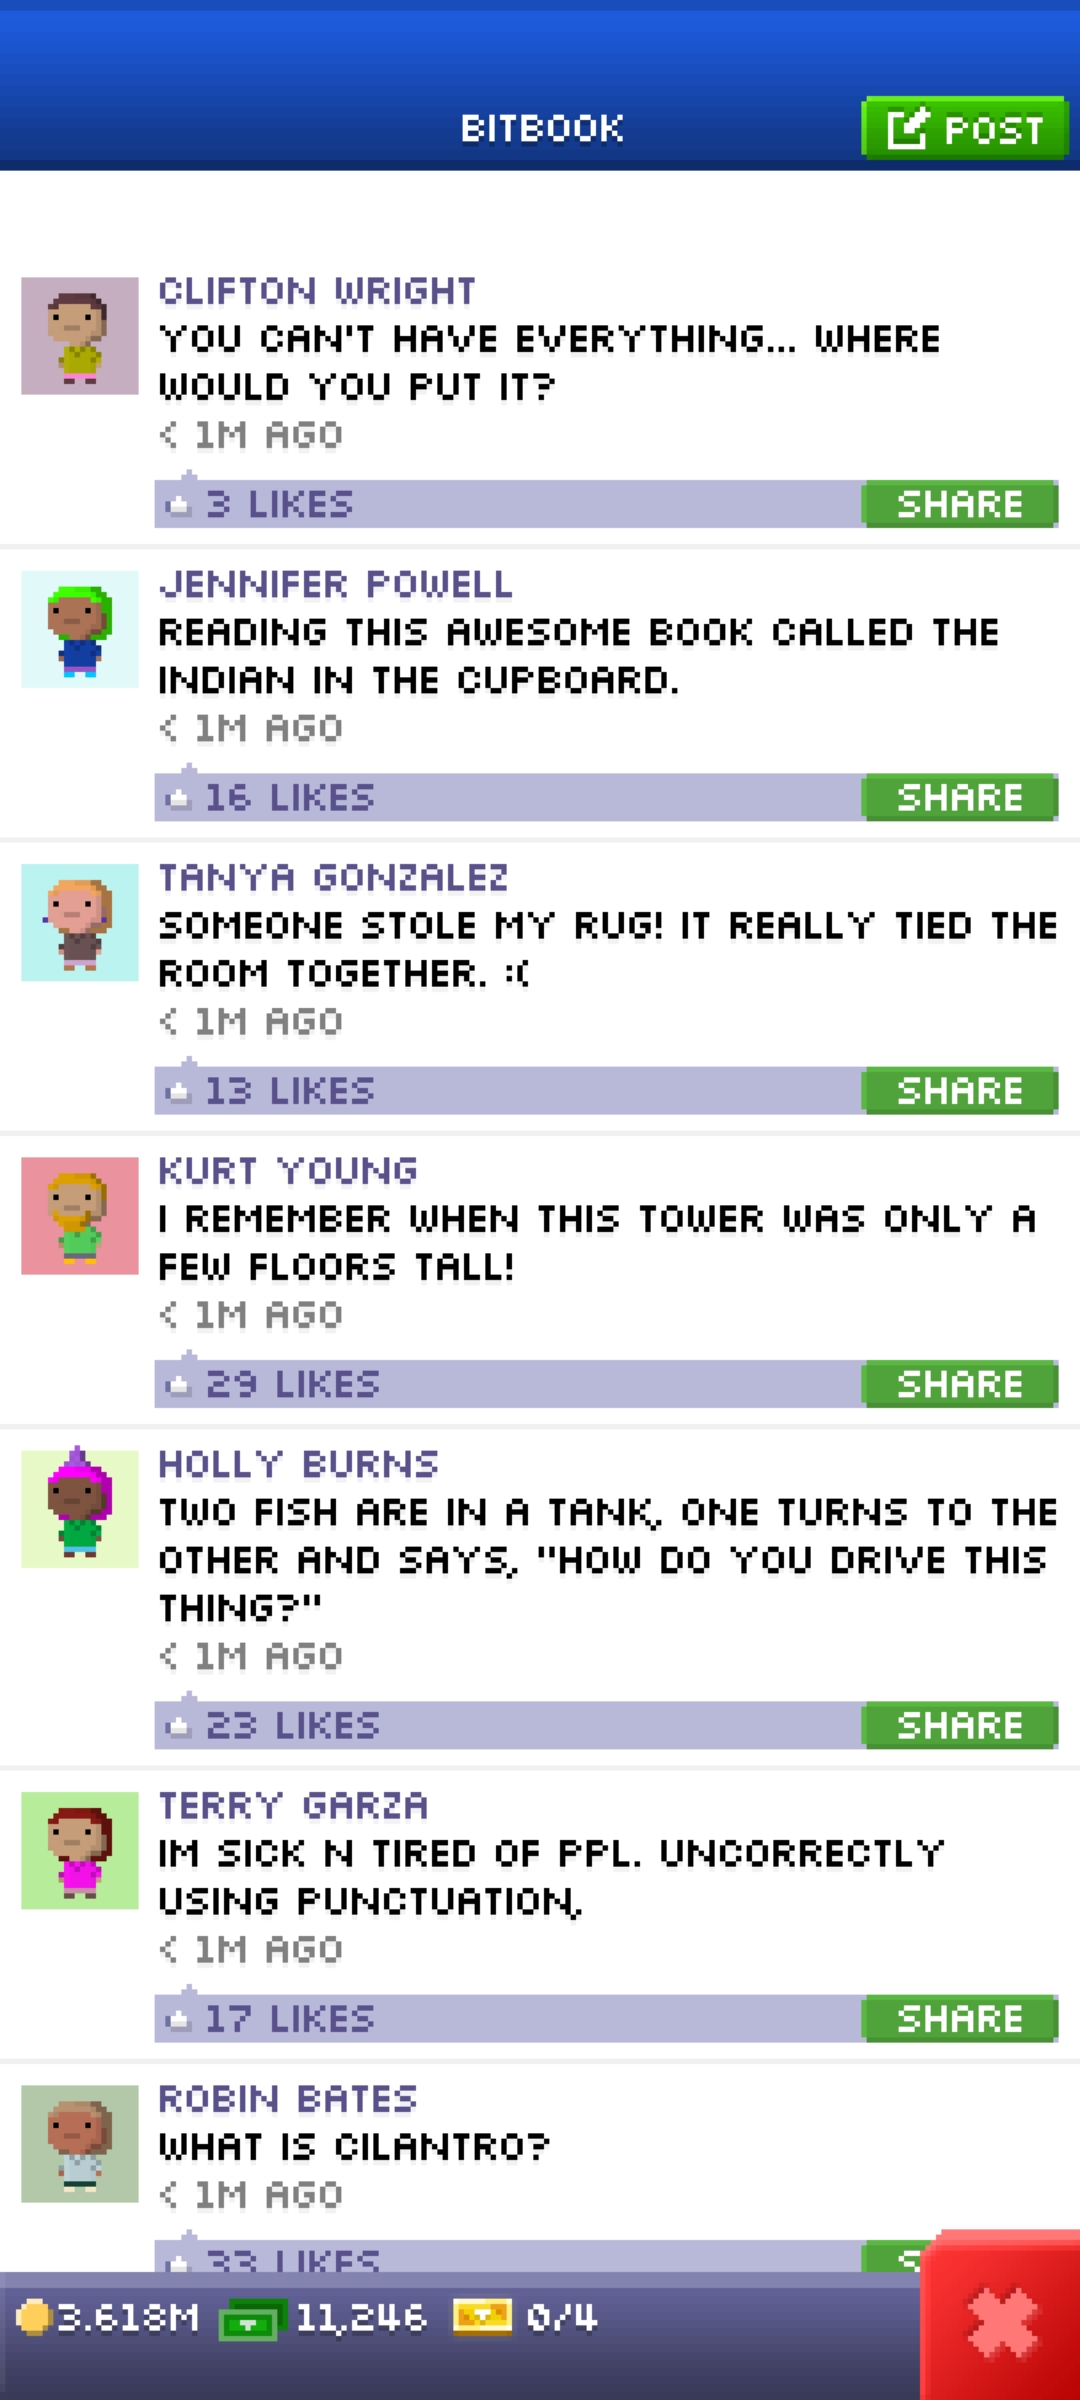 BITBOOK
POST
CLIFTON WRIGHT
YOU CAN'T HAVE EVERYTHING... WHERE
WOULD YOU PUT IT?
< 1M AGO
3 LIKES
SHARE
JENNIFER POWELL
READING THIS AWESOME BOOK CALLED THE
INDIAN IN THE CUPBOARD.
< 1M AGO
16 LIKES
SHARE
TANYA GONZALEZ
SOMEONE STOLE MY RUG! IT REALLY TIED THE
ROOM TOGETHER. :(
< 1M AGO
13 LIKES
SHARE
KURT YOUNG
I REMEMBER WHEN THIS TOWER WAS ONLY A
FEW FLOORS TALL!
< 1M AGO
29 LIKES
SHARE
HOLLY BURNS
TWO FISH ARE IN A TANK, ONE TURNS TO THE
OTHER AND SAYS, "HOW DO YOU DRIVE THIS
THING?"
< 1M AGO
23 LIKES
SHARE
TERRY GARZA
IM SICK N TIRED OF PPL. UNCORRECTLY
USING PUNCTUATION,
< 1M AGO
17 LIKES
SHARE
ROBIN BATES
WHAT IS CILANTRO?
< 1M AGO
33 LIKES
3.618M
11,246
0/4